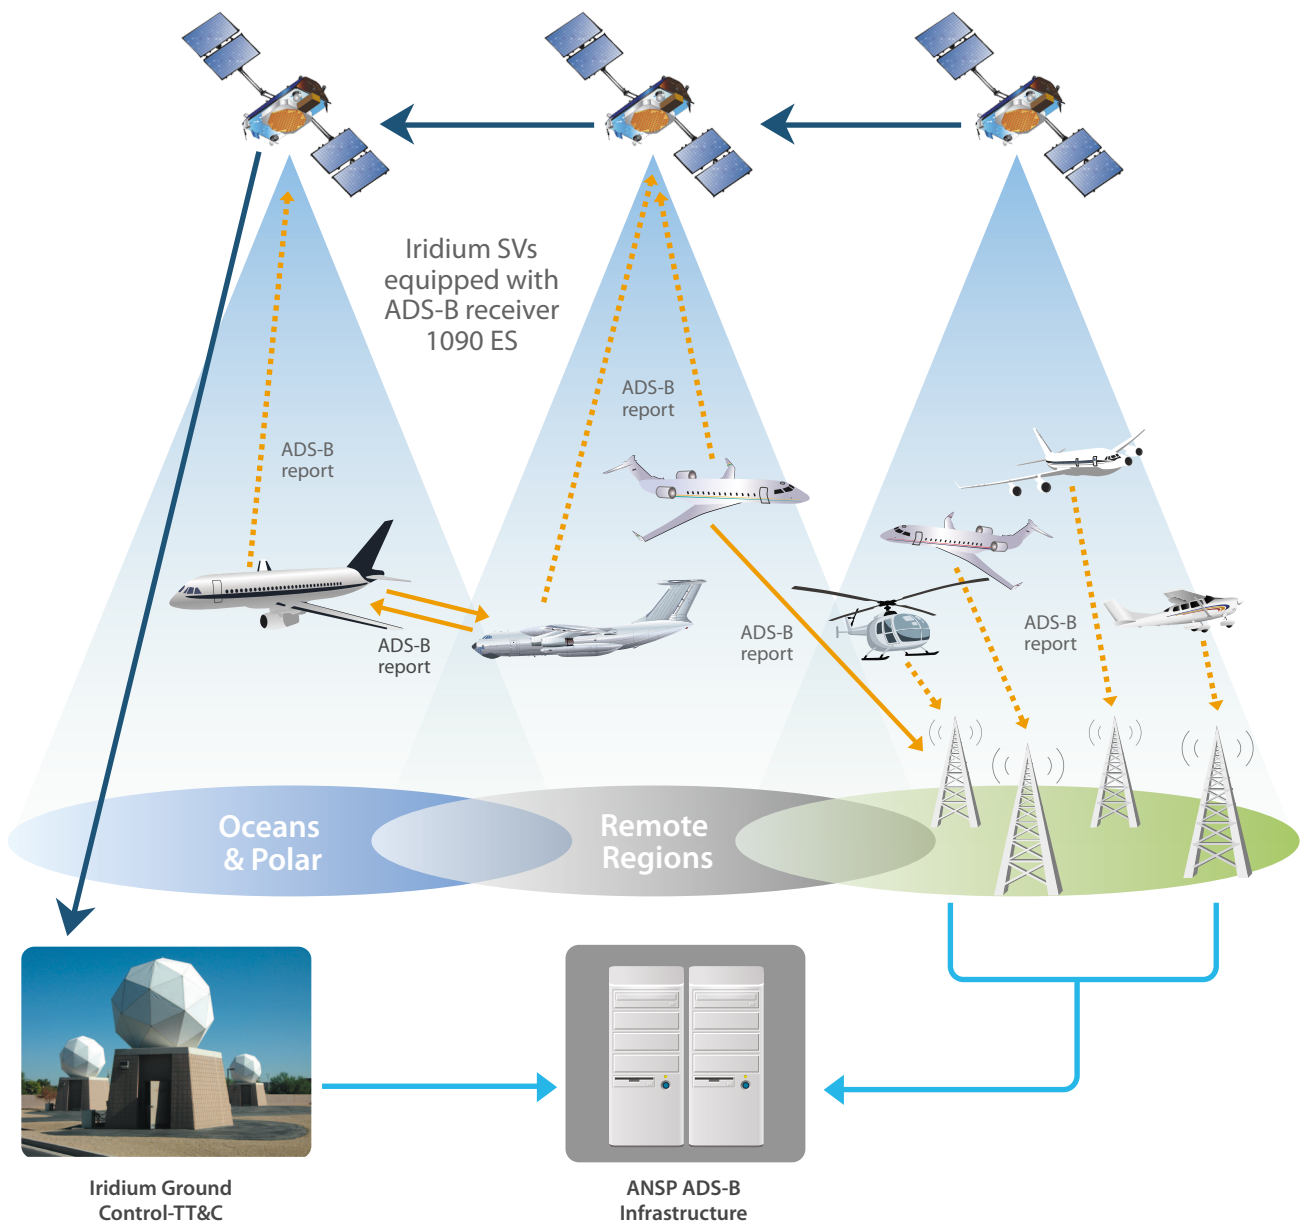 Iridium SVs
equipped with
ADS-B receiver
1090 ES
ADS-B
report
ADS-B
report
ADS-B
report
ADS-B
report
ADS-B
report
Oceans
& Polar
Remote
Regions
Iridium Ground
Control-TT&C
ANSP ADS-B
Infrastructure